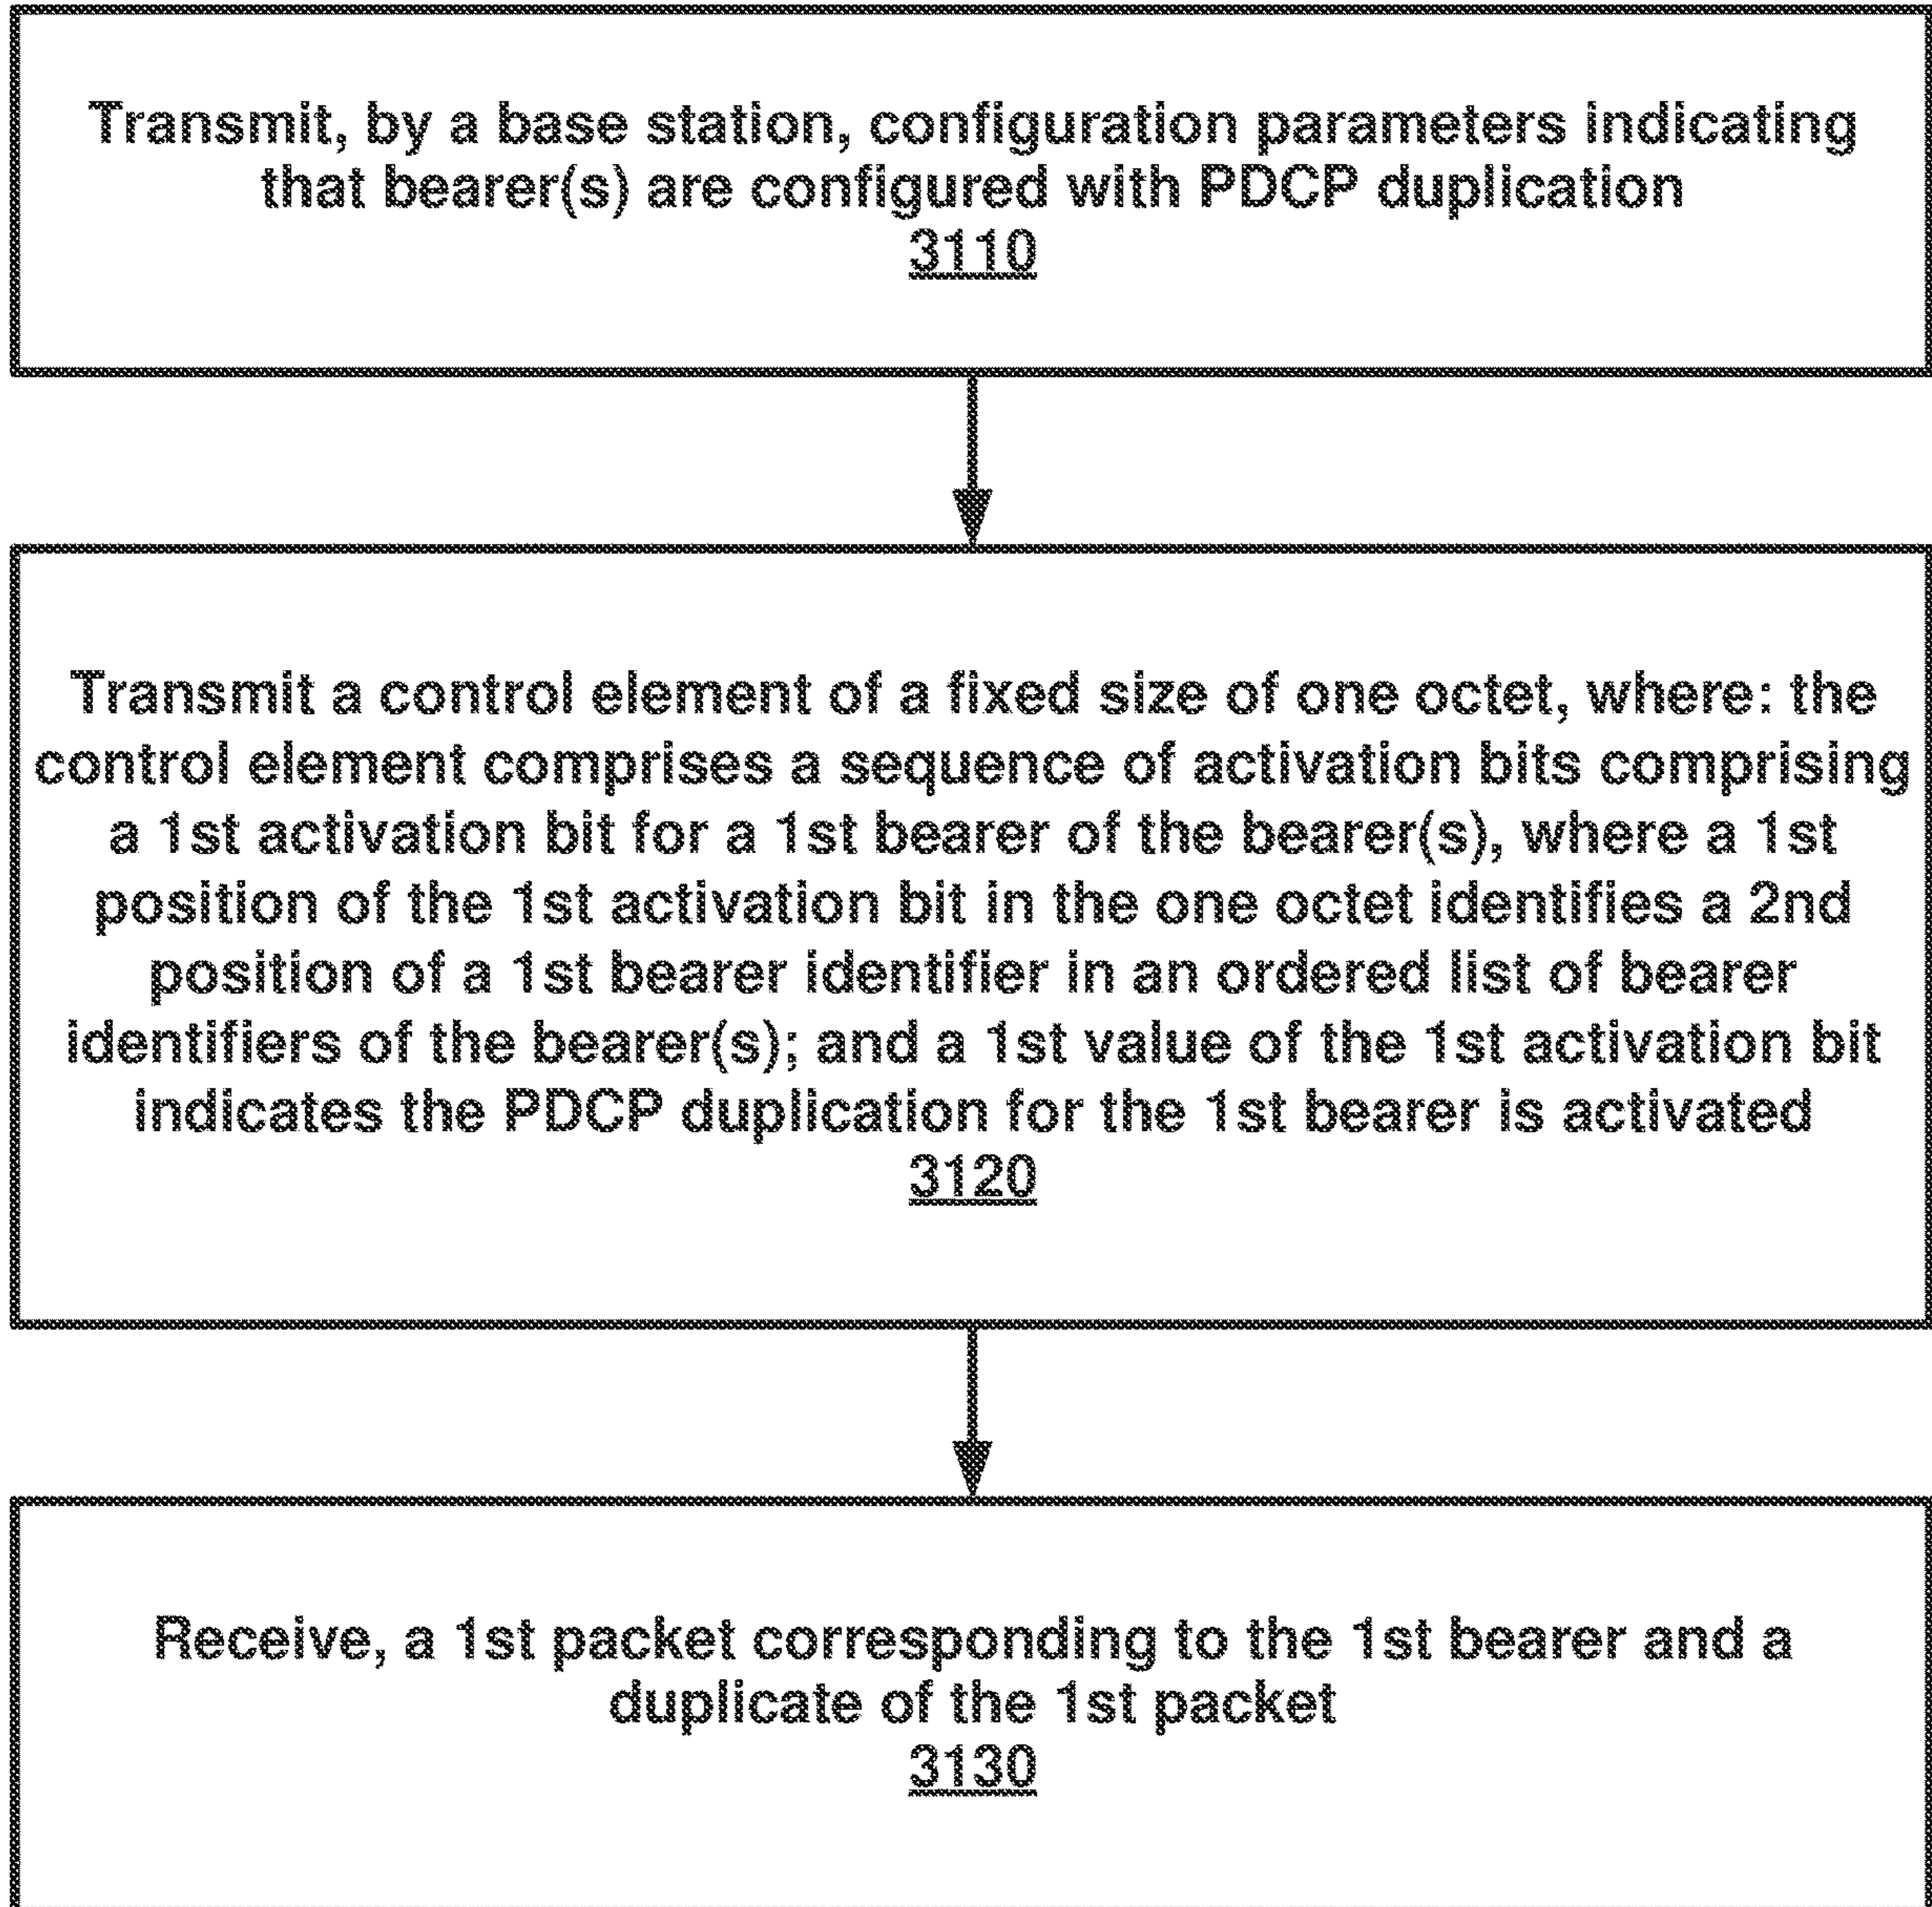 Transmit, by a base station, configuration parameters indicating
that bearer(s) are configured with PDCP duplication
3110
Transmit a control element of a fixed size of one octet, where: the
control element comprises a sequence of activation bits comprising
a 1st activation bit for a 1st bearer of the bearer(s), where a 1st
position of the 1st activation bit in the one octet identifies a 2nd
position of a 1st bearer identifier in an ordered list of bearer
identifiers of the bearer(s); and a 1st value of the 1st activation bit
indicates the PDCP duplication for the 1st bearer is activated
3120
Receive, a 1st packet corresponding to the 1st bearer and a
duplicate of the 1st packet
3130